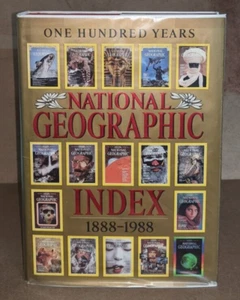 ONE HUNDRED YEARS
NATIONAL
GEOGRAPHIC
INDEX
1888-1988